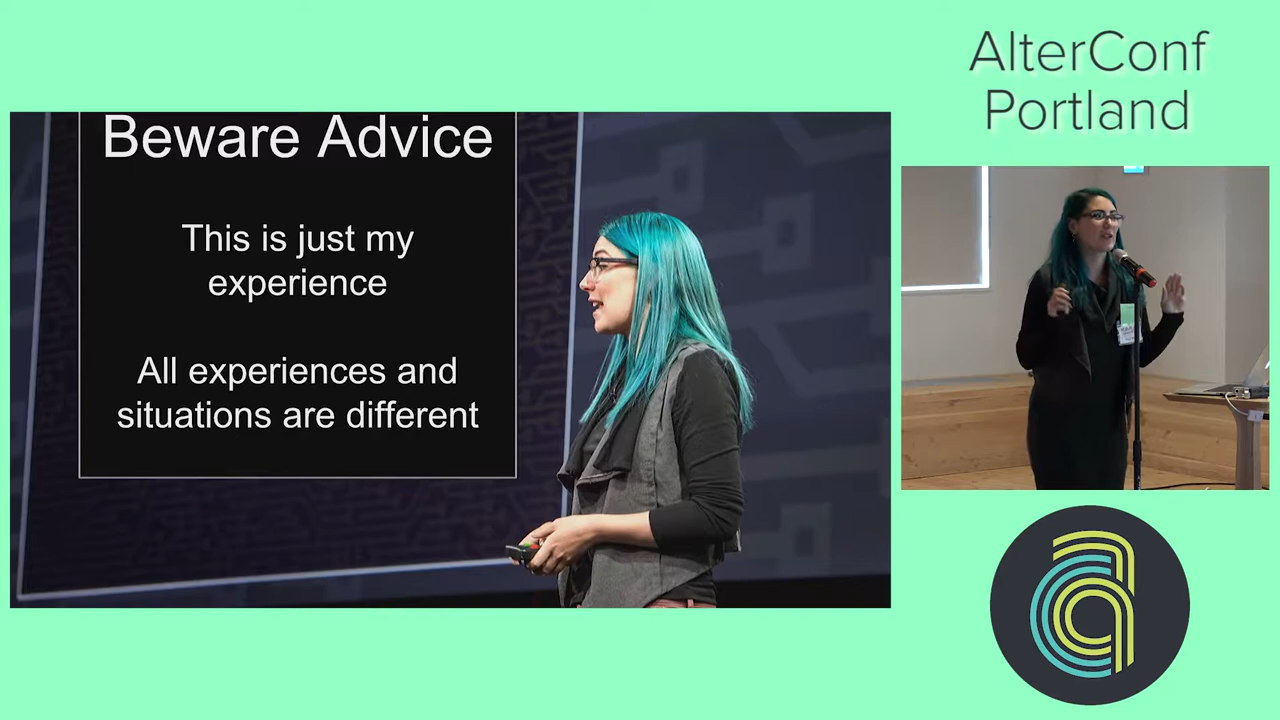 Beware Advice
This is just my
experience
All experiences and
situations are different
AlterConf
Portland